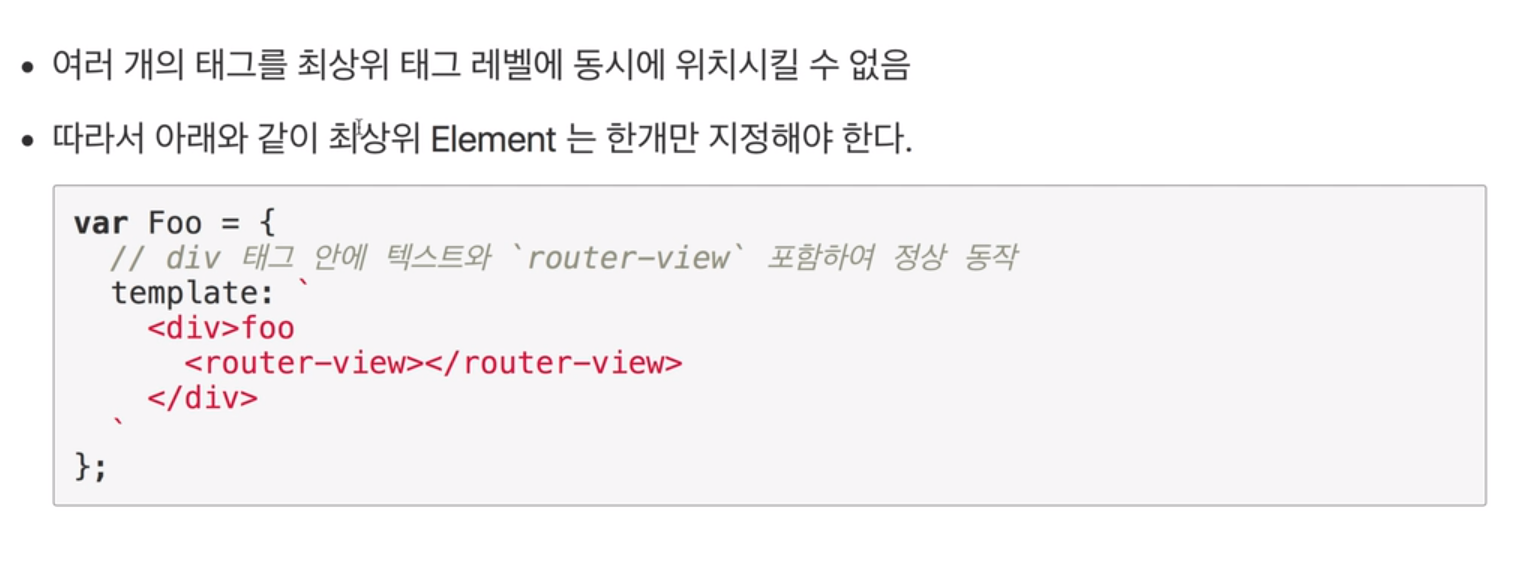 • 여러 개의 태그를 최상위 태그 레벨에 동시에 위치시킬 수 없음
• 따라서 아래와 같이 최상위 Element 는 한개만 지정해야 한다.
var Foo = {
  // div 태그 안에 텍스트와 `router-view` 포함하여 정상 동작
  template: `
    <div>foo
      <router-view></router-view>
    </div>
  `
};